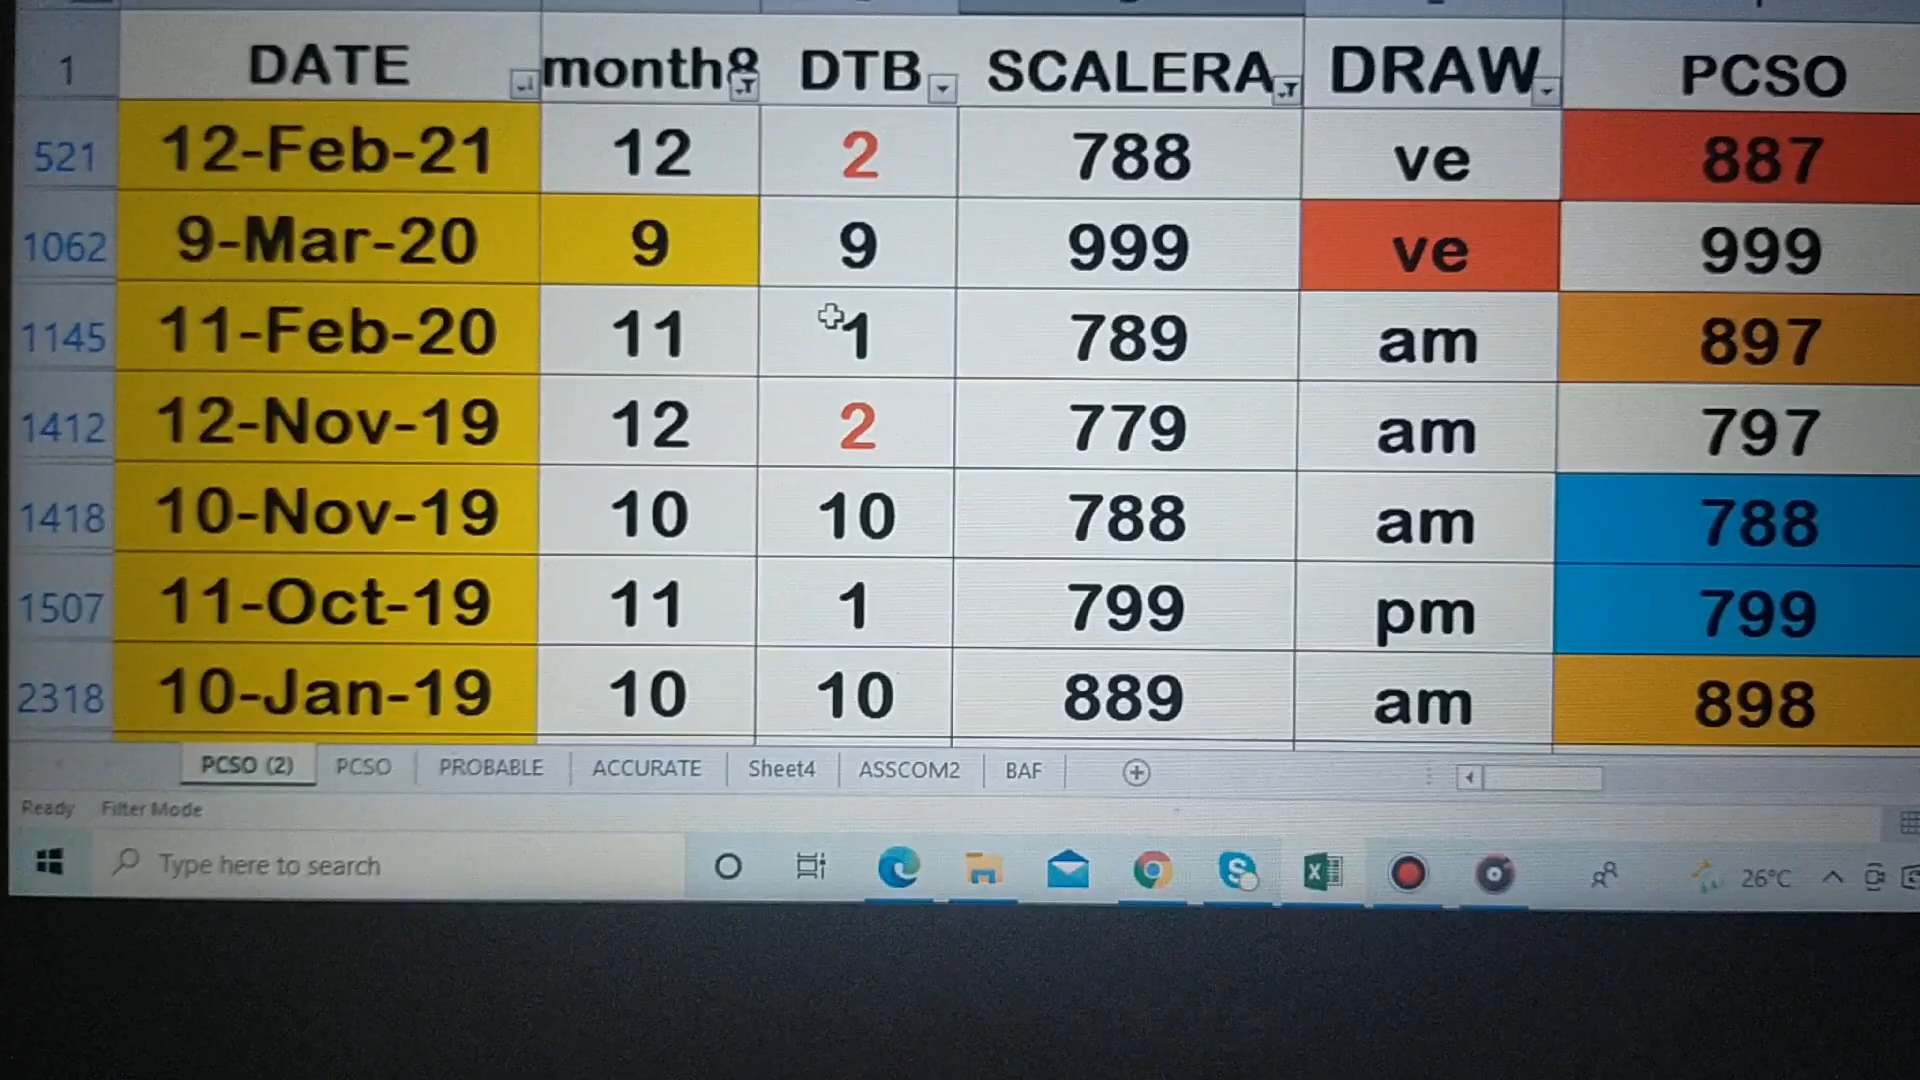 1 DATE month8 DTB SCALERA DRAW PCSO
521 12-Feb-21 12 2 788 ve 887
1062 9-Mar-20 9 9 999 ve 999
1145 11-Feb-20 11 1 789 am 897
1412 12-Nov-19 12 2 779 am 797
1418 10-Nov-19 10 10 788 am 788
1507 11-Oct-19 11 1 799 pm 799
2318 10-Jan-19 10 10 889 am 898
PCSO (2) PCSO PROBABLE ACCURATE Sheet4 ASSCOM2 BAF
Ready Filter Mode
Type here to search 26°C